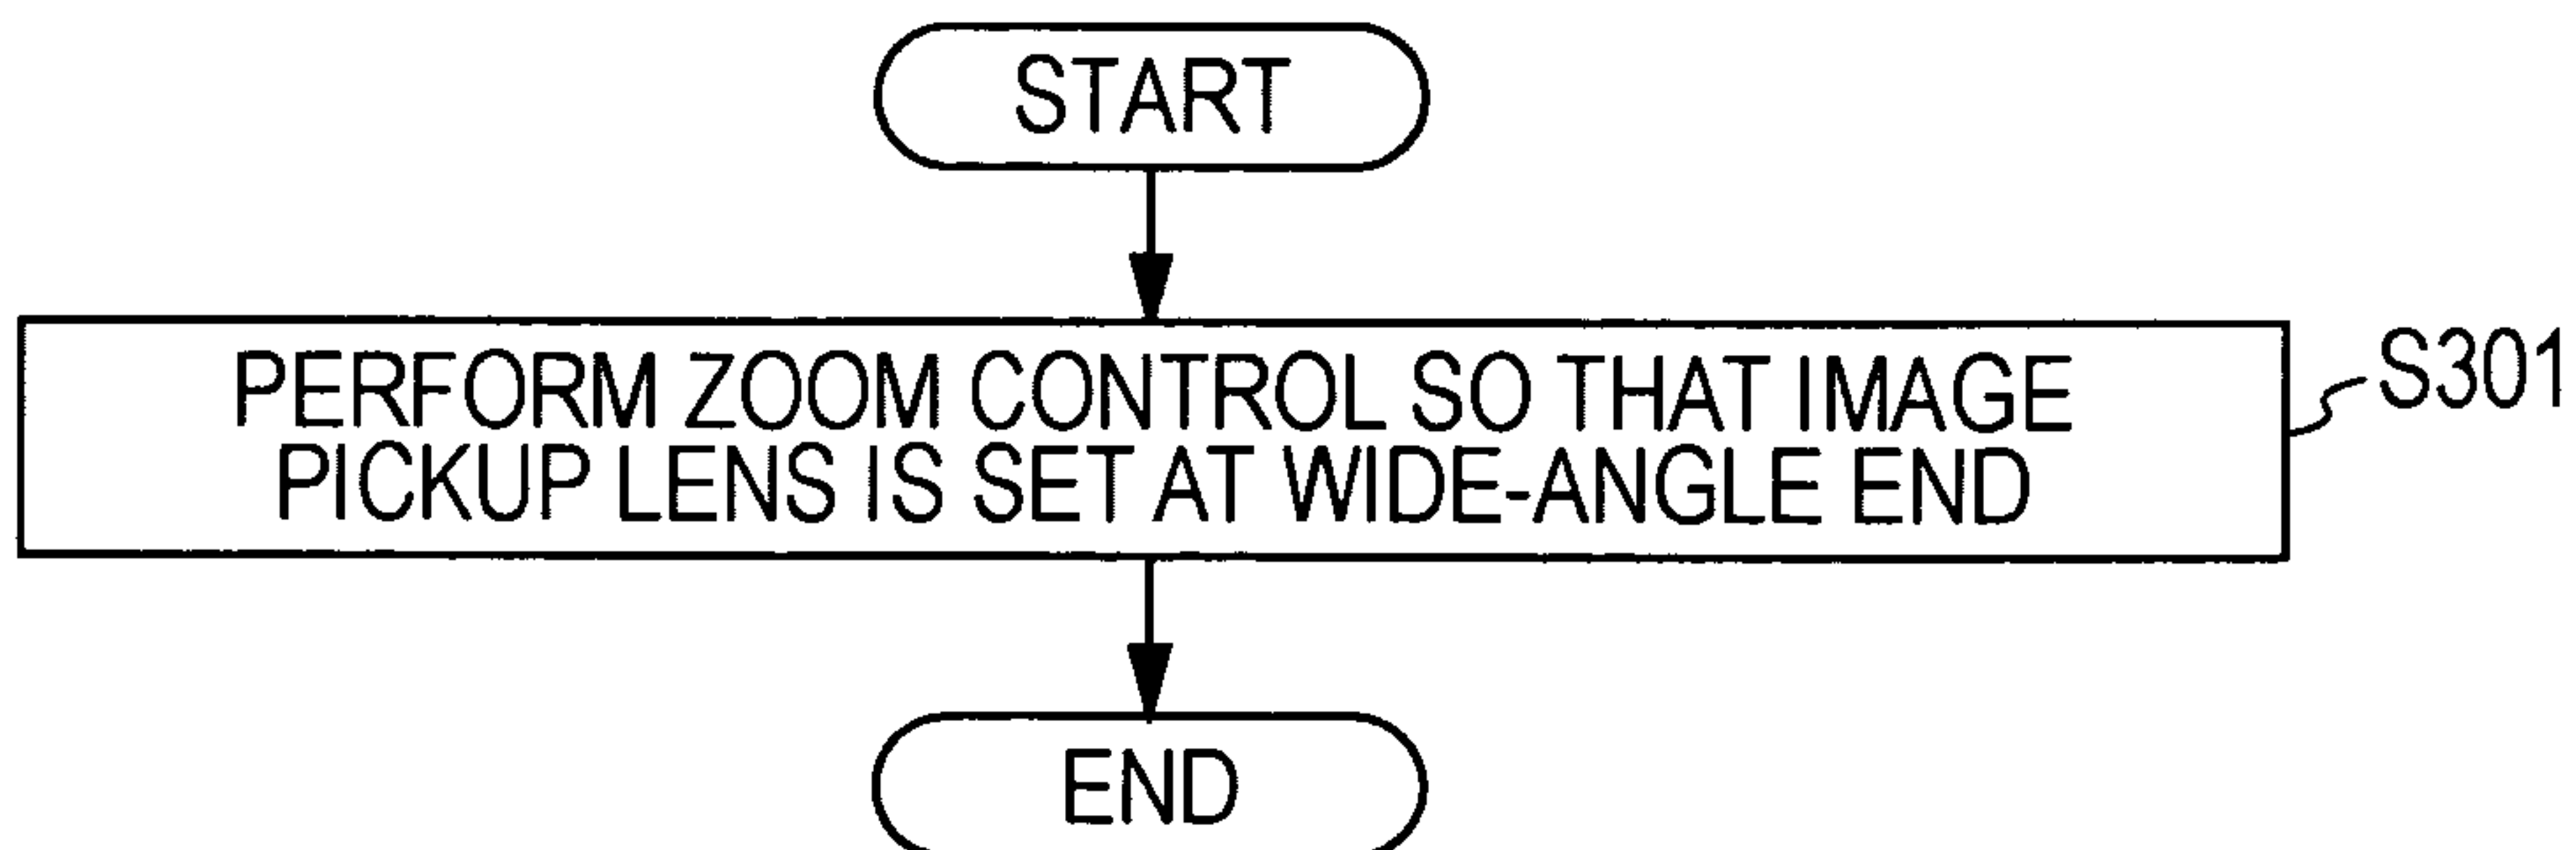 START
PERFORM ZOOM CONTROL SO THAT IMAGE
PICKUP LENS IS SET AT WIDE-ANGLE END
S301
END